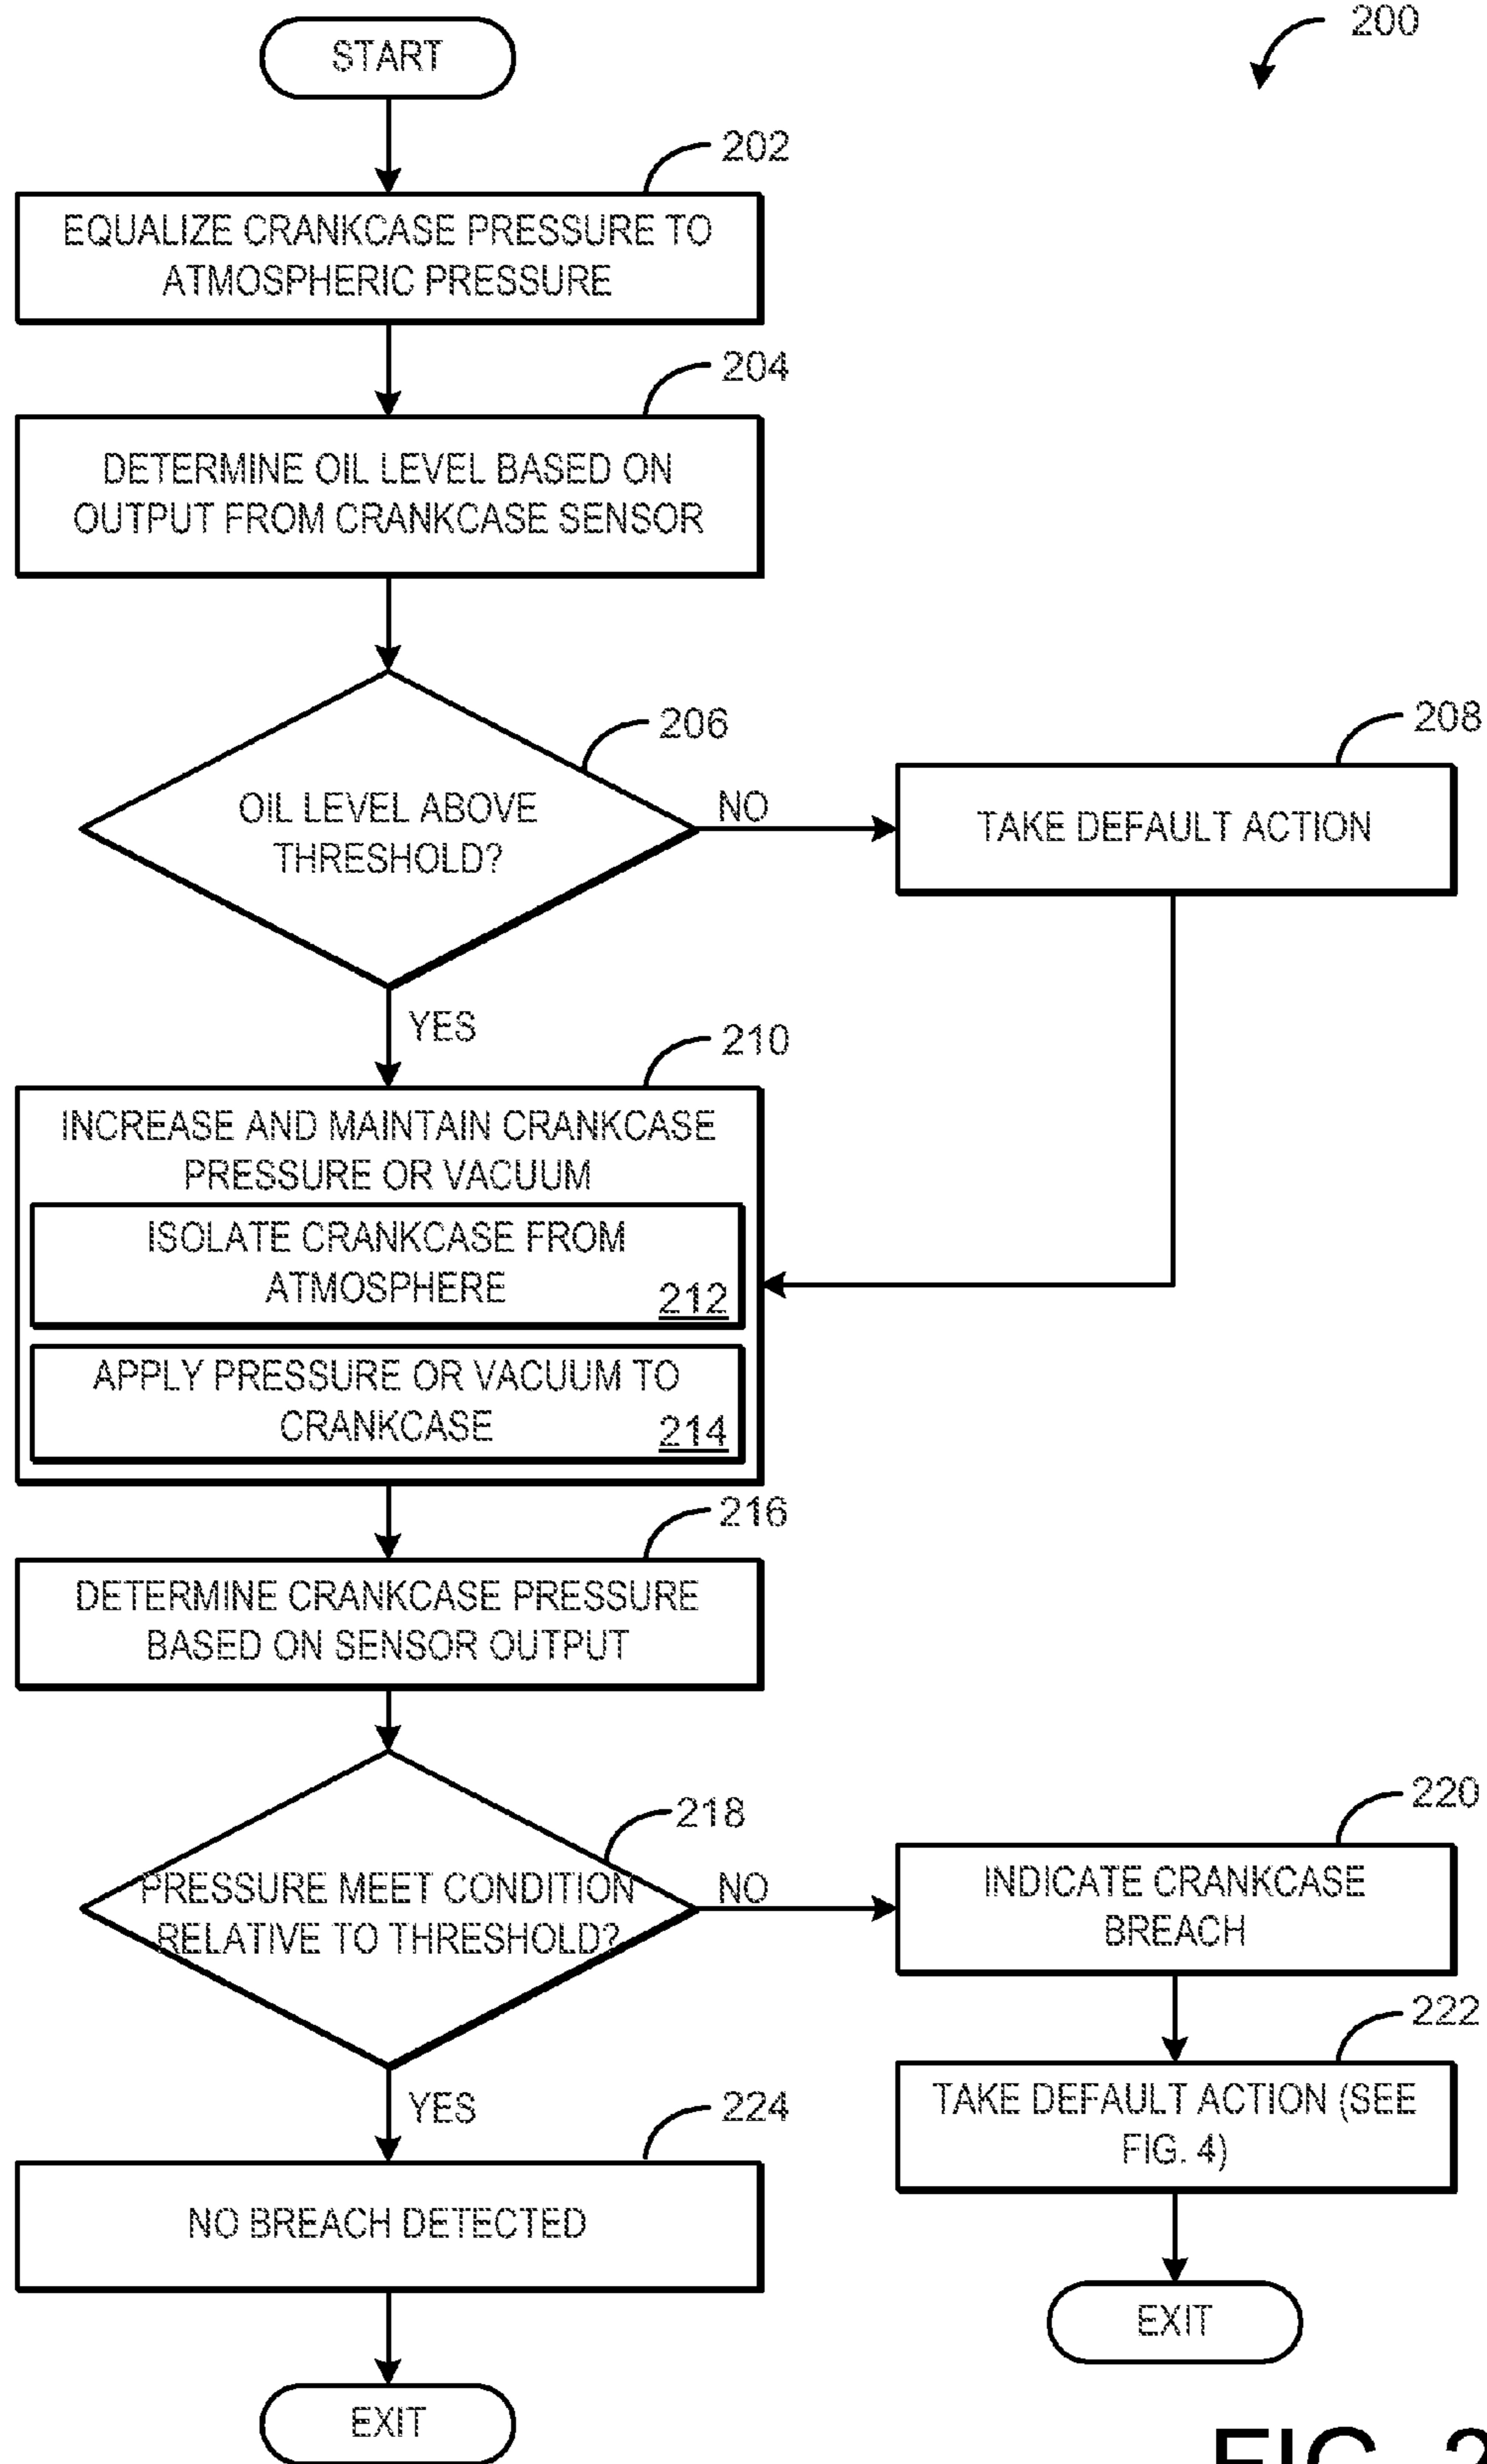 START
200
202
EQUALIZE CRANKCASE PRESSURE TO
ATMOSPHERIC PRESSURE
204
DETERMINE OIL LEVEL BASED ON
OUTPUT FROM CRANKCASE SENSOR
206
OIL LEVEL ABOVE
THRESHOLD?
NO
208
TAKE DEFAULT ACTION
YES
210
INCREASE AND MAINTAIN CRANKCASE
PRESSURE OR VACUUM
ISOLATE CRANKCASE FROM
ATMOSPHERE
212
APPLY PRESSURE OR VACUUM TO
CRANKCASE
214
216
DETERMINE CRANKCASE PRESSURE
BASED ON SENSOR OUTPUT
218
PRESSURE MEET CONDITION
RELATIVE TO THRESHOLD?
NO
220
INDICATE CRANKCASE
BREACH
222
TAKE DEFAULT ACTION (SEE
FIG. 4)
EXIT
YES
224
NO BREACH DETECTED
EXIT
FIG. 2